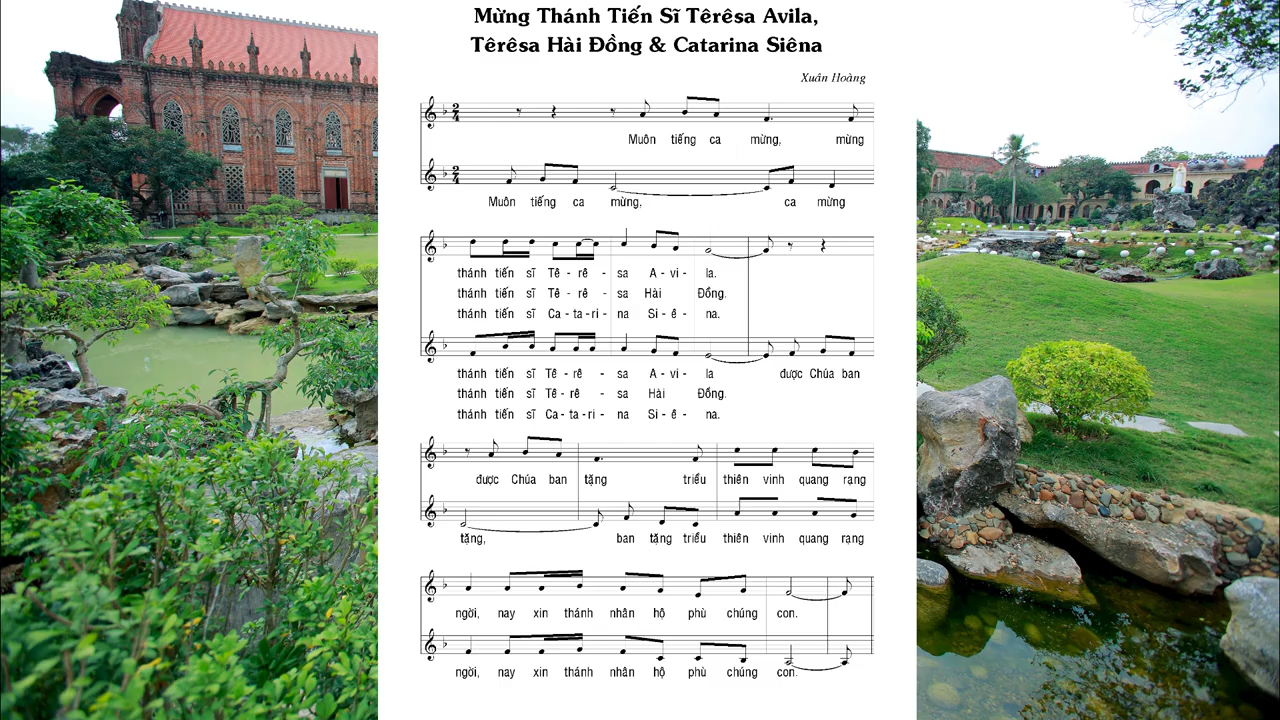 Mừng Thánh Tiến Sĩ Têrêsa Avila,
Têrêsa Hài Đồng & Catarina Siêna
Xuân Hoàng
Muôn tiếng ca mừng, mừng
Muôn tiếng ca mừng, ca mừng
thánh tiến sĩ Tê - rê - sa A - vi - la.
thánh tiến sĩ Tê - rê - sa Hài Đồng.
thánh tiến sĩ Ca - ta - ri - na Si - ê - na.
thánh tiến sĩ Tê - rê - sa A - vi - la được Chúa ban
thánh tiến sĩ Tê - rê - sa Hài Đồng.
thánh tiến sĩ Ca - ta - ri - na Si - ê - na.
được Chúa ban tặng triều thiên vinh quang rạng
tặng, ban tặng triều thiên vinh quang rạng
ngời, nay xin thánh nhân hộ phù chúng con.
ngời, nay xin thánh nhân hộ phù chúng con.